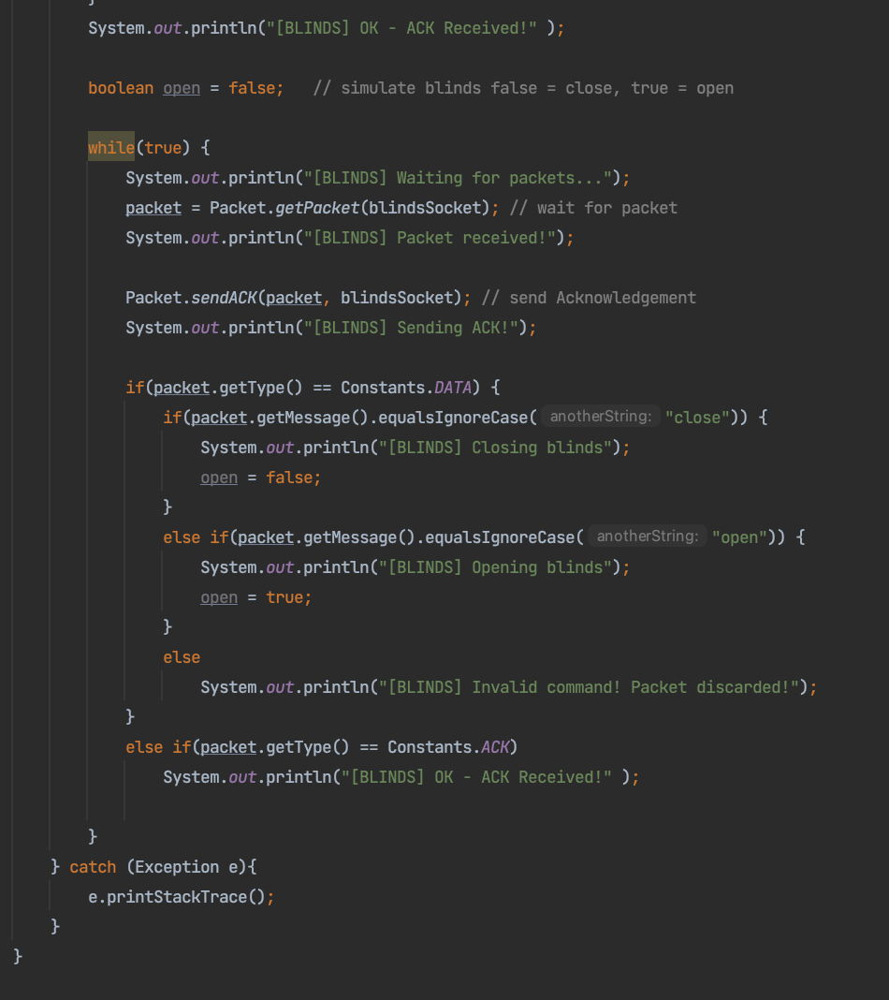 }
System.out.println("[BLINDS] OK - ACK Received!" );
boolean open = false;   // simulate blinds false = close, true = open
while(true) {
System.out.println("[BLINDS] Waiting for packets...");
packet = Packet.getPacket(blindsSocket); // wait for packet
System.out.println("[BLINDS] Packet received!");
Packet.sendACK(packet, blindsSocket); // send Acknowledgement
System.out.println("[BLINDS] Sending ACK!");
if(packet.getType() == Constants.DATA) {
if(packet.getMessage().equalsIgnoreCase( anotherString: "close")) {
System.out.println("[BLINDS] Closing blinds");
open = false;
}
else if(packet.getMessage().equalsIgnoreCase( anotherString: "open")) {
System.out.println("[BLINDS] Opening blinds");
open = true;
}
else
System.out.println("[BLINDS] Invalid command! Packet discarded!");
}
else if(packet.getType() == Constants.ACK)
System.out.println("[BLINDS] OK - ACK Received!" );
}
} catch (Exception e){
e.printStackTrace();
}
}